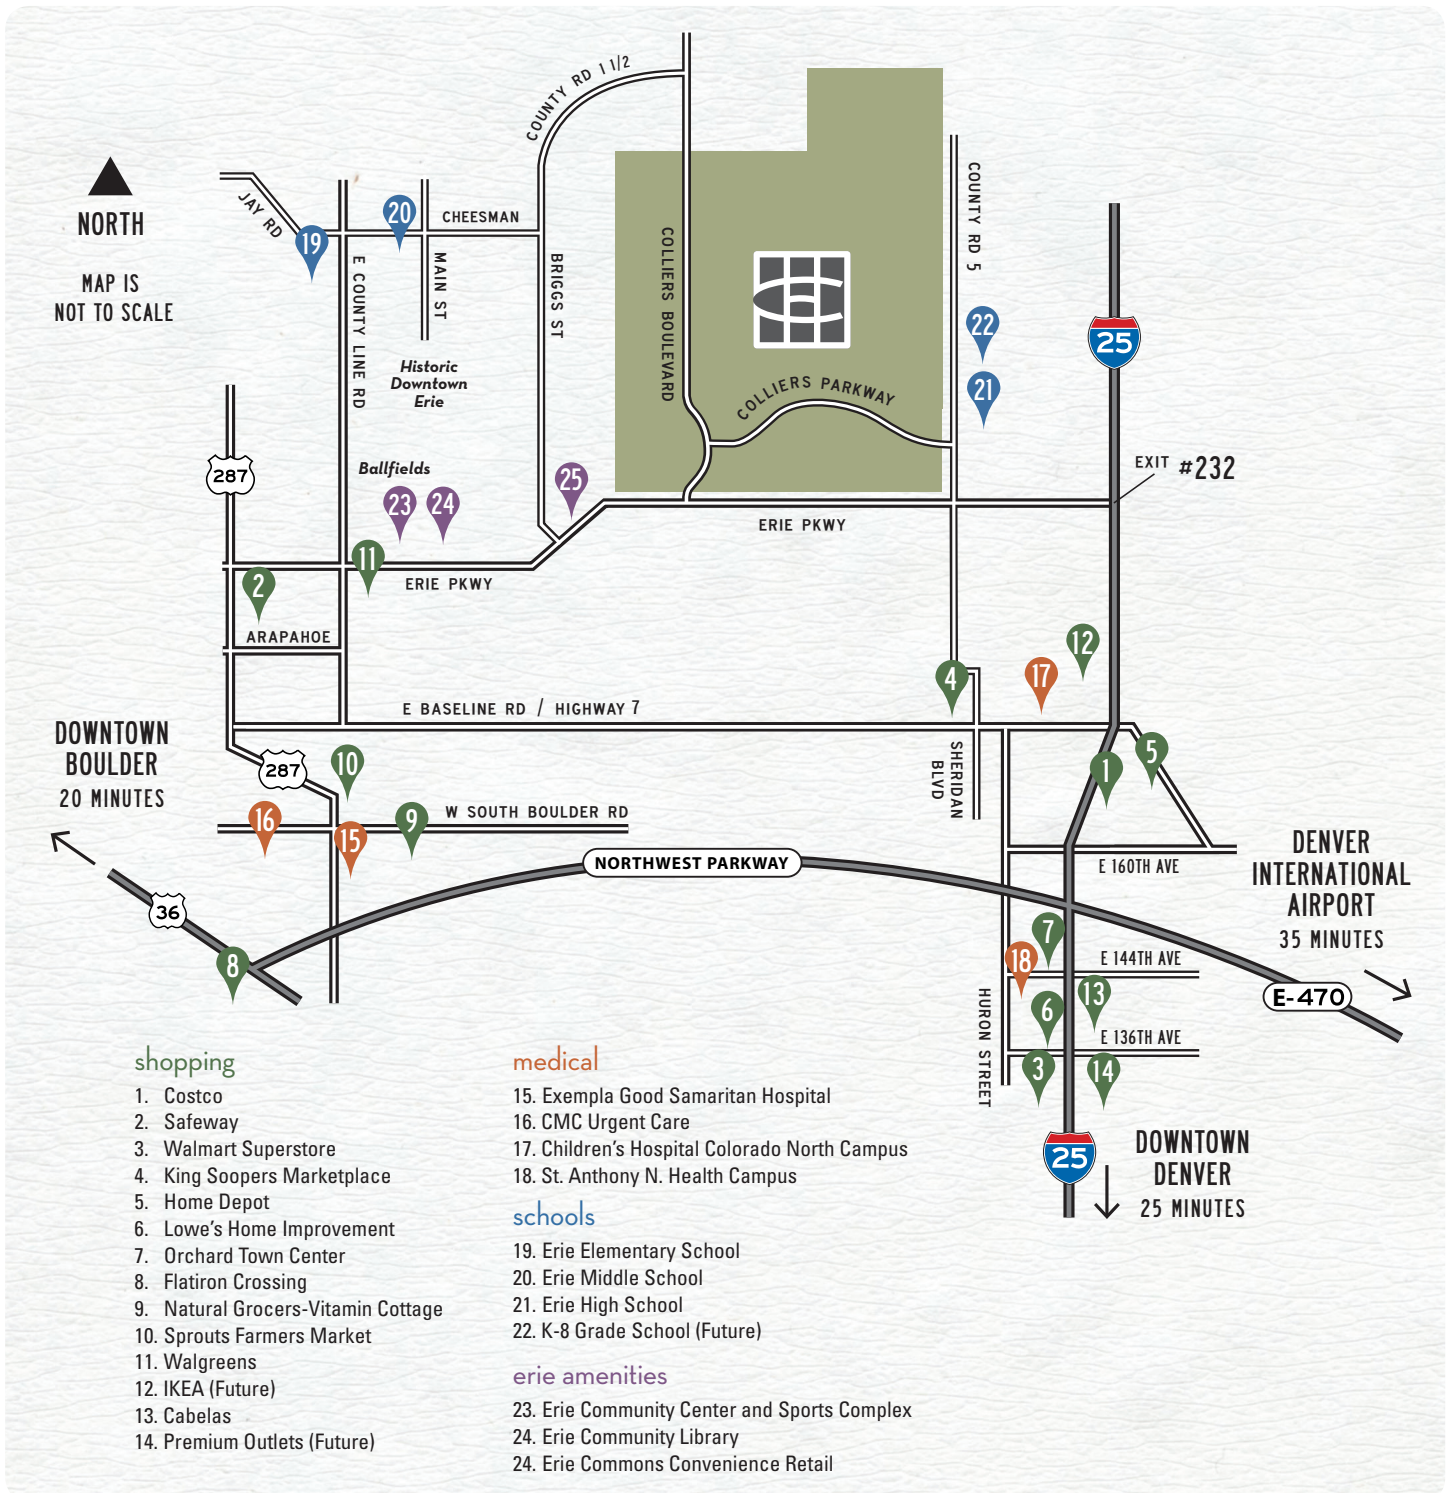 COUNTY RD 1 1/2
NORTH
MAP IS
NOT TO SCALE
JAY RD
19
20
CHEESMAN
E COUNTY LINE RD
MAIN ST
BRIGGS ST
COLLIERS BOULEVARD
COUNTY RD 5
22
21
25
Historic
Downtown
Erie
COLLIERS PARKWAY
287
Ballfields
23
24
25
EXIT #232
ERIE PKWY
11
ERIE PKWY
2
ARAPAHOE
4
17
12
E BASELINE RD / HIGHWAY 7
DOWNTOWN
BOULDER
20 MINUTES
287
10
SHERIDAN
BLVD
1
5
16
15
9
W SOUTH BOULDER RD
NORTHWEST PARKWAY
E 160TH AVE
DENVER
INTERNATIONAL
AIRPORT
35 MINUTES
36
8
7
18
E 144TH AVE
E-470
HURON STREET
6
13
E 136TH AVE
3
14
25
DOWNTOWN
DENVER
25 MINUTES
shopping
1. Costco
2. Safeway
3. Walmart Superstore
4. King Soopers Marketplace
5. Home Depot
6. Lowe's Home Improvement
7. Orchard Town Center
8. Flatiron Crossing
9. Natural Grocers-Vitamin Cottage
10. Sprouts Farmers Market
11. Walgreens
12. IKEA (Future)
13. Cabelas
14. Premium Outlets (Future)
medical
15. Exempla Good Samaritan Hospital
16. CMC Urgent Care
17. Children's Hospital Colorado North Campus
18. St. Anthony N. Health Campus
schools
19. Erie Elementary School
20. Erie Middle School
21. Erie High School
22. K-8 Grade School (Future)
erie amenities
23. Erie Community Center and Sports Complex
24. Erie Community Library
24. Erie Commons Convenience Retail